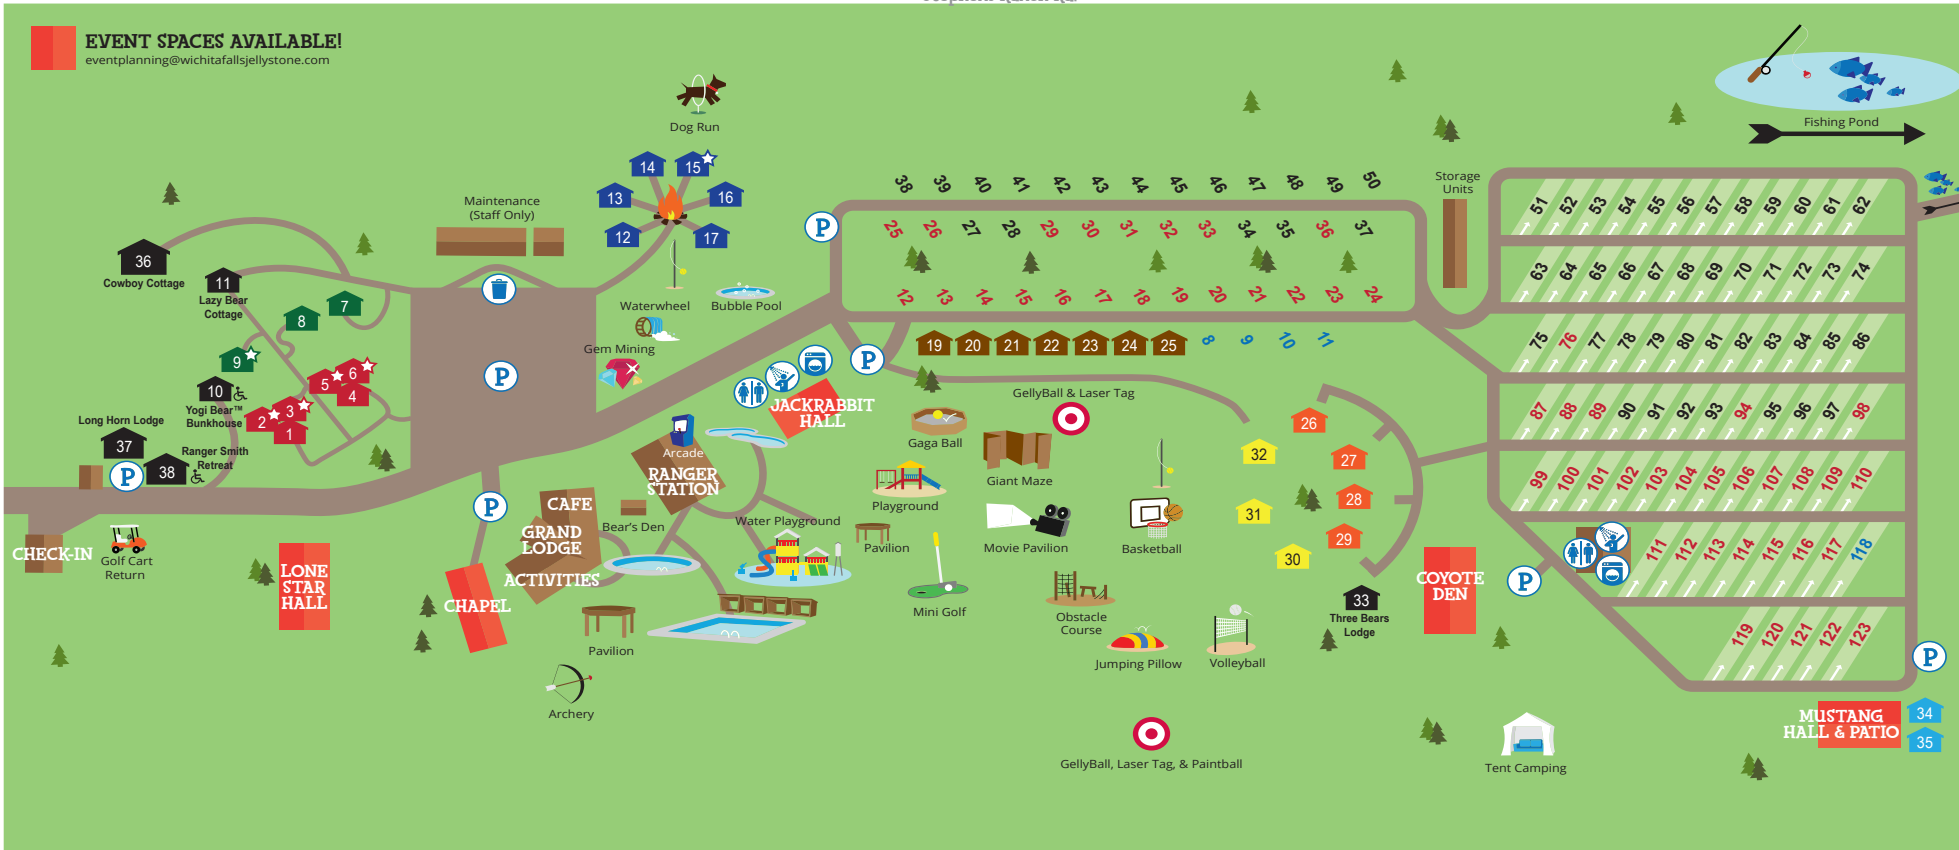 EVENT SPACES AVAILABLE!
eventplanning@wichitafallsjellystone.com
Dog Run
Fishing Pond
14
15
13
16
12
17
Maintenance
(Staff Only)
Storage
Units
38 39 40 41 42 43 44 45 46 47 48 49 50
25 26 27 28 29 30 31 32 33 34 35 36 37
12 13 14 15 16 17 18 19 20 21 22 23 24
51 52 53 54 55 56 57 58 59 60 61 62
63 64 65 66 67 68 69 70 71 72 73 74
75 76 77 78 79 80 81 82 83 84 85 86
87 88 89 90 91 92 93 94 95 96 97 98
99 100 101 102 103 104 105 106 107 108 109 110
111 112 113 114 115 116 117 118
119 120 121 122 123
P
36
Cowboy Cottage
11
Lazy Bear
Cottage
7
8
9
6
5
4
3
2
1
10
Yogi Bear™
Bunkhouse
Long Horn Lodge
37
P
38
Ranger Smith
Retreat
P
Waterwheel
Bubble Pool
Gem Mining
P
19 20 21 22 23 24 25 8 9 10 11
JACKRABBIT
HALL
GellyBall & Laser Tag
Gaga Ball
Giant Maze
Arcade
RANGER
STATION
Playground
26
27
28
29
32
31
30
P
CAFE
GRAND
LODGE
ACTIVITIES
Bear's Den
Water Playground
Pavilion
Movie Pavilion
Basketball
CHECK-IN
Golf Cart
Return
LONE
STAR
HALL
CHAPEL
Pavilion
Mini Golf
Obstacle
Course
Jumping Pillow
Volleyball
33
Three Bears
Lodge
COYOTE
DEN
P
P
Archery
GellyBall, Laser Tag, & Paintball
Tent Camping
MUSTANG
HALL & PATIO
34
35